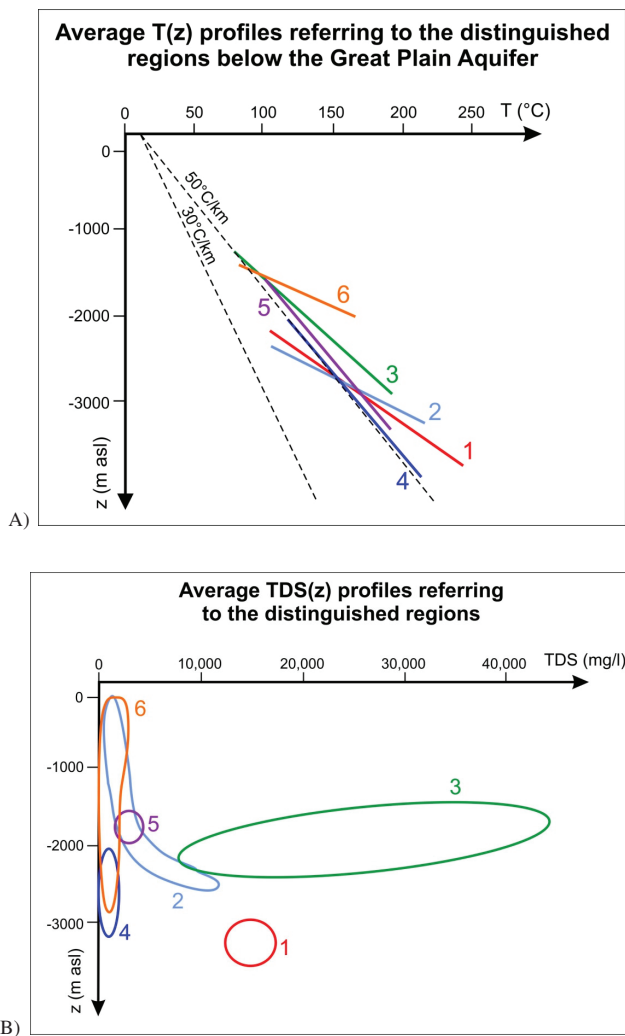 Average T(z) profiles referring to the distinguished
regions below the Great Plain Aquifer
0 50 100 150 200 250 T (°C)
0
50°C/km
30°C/km
-1000
6
5
-2000
3
2
-3000
1
4
z (m asl)
A)
Average TDS(z) profiles referring
to the distinguished regions
TDS (mg/l)
0 10,000 20,000 30,000 40,000
0
6
-1000
3
5
-2000
2
-3000
4
1
z (m asl)
B)